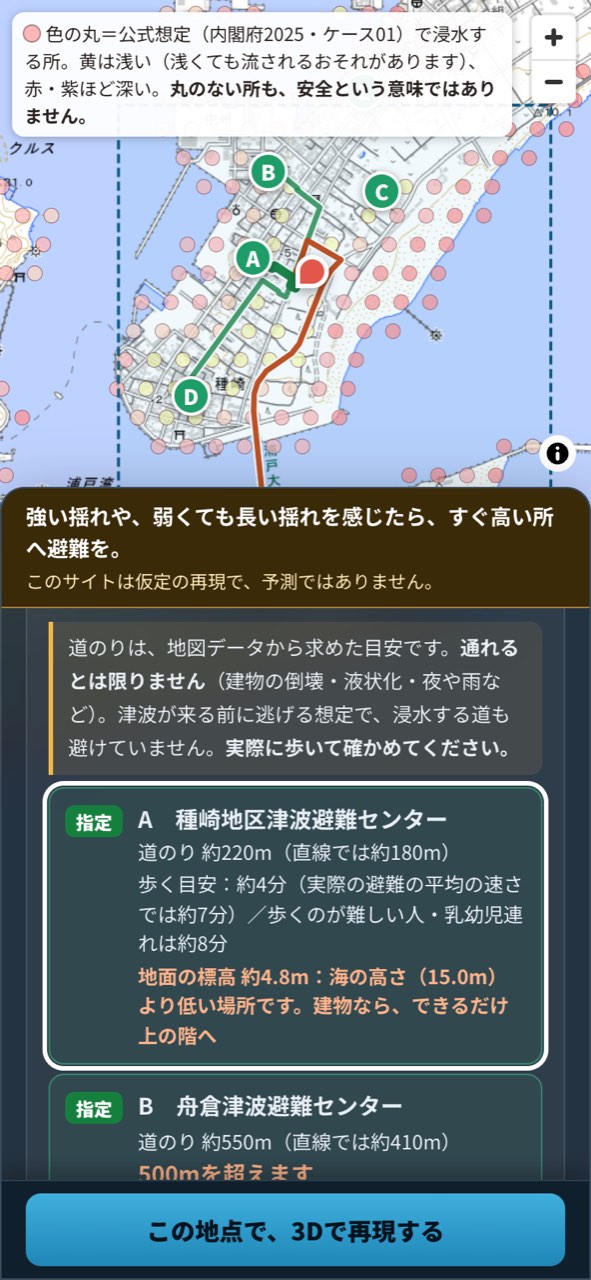 色の丸＝公式想定（内閣府2025・ケース01）で浸水す
る所。黄は浅い（浅くても流されるおそれがあります）、
赤・紫ほど深い。丸のない所も、安全という意味ではあり
ません。
+
−
クルス
B
C
A
D
種崎
浦戸湾
浦戸大
強い揺れや、弱くても長い揺れを感じたら、すぐ高い所
へ避難を。
このサイトは仮定の再現で、予測ではありません。
道のりは、地図データから求めた目安です。通れる
とは限りません（建物の倒壊・液状化・夜や雨な
ど）。津波が来る前に逃げる想定で、浸水する道も
避けていません。実際に歩いて確かめてください。
指定
A　種崎地区津波避難センター
道のり 約220m（直線では約180m）
歩く目安：約4分（実際の避難の平均の速さ
では約7分）／歩くのが難しい人・乳幼児連
れは約8分
地面の標高 約4.8m：海の高さ（15.0m）
より低い場所です。建物なら、できるだけ
上の階へ
指定
B　舟倉津波避難センター
道のり 約550m（直線では約410m）
500mを超えます
この地点で、3Dで再現する